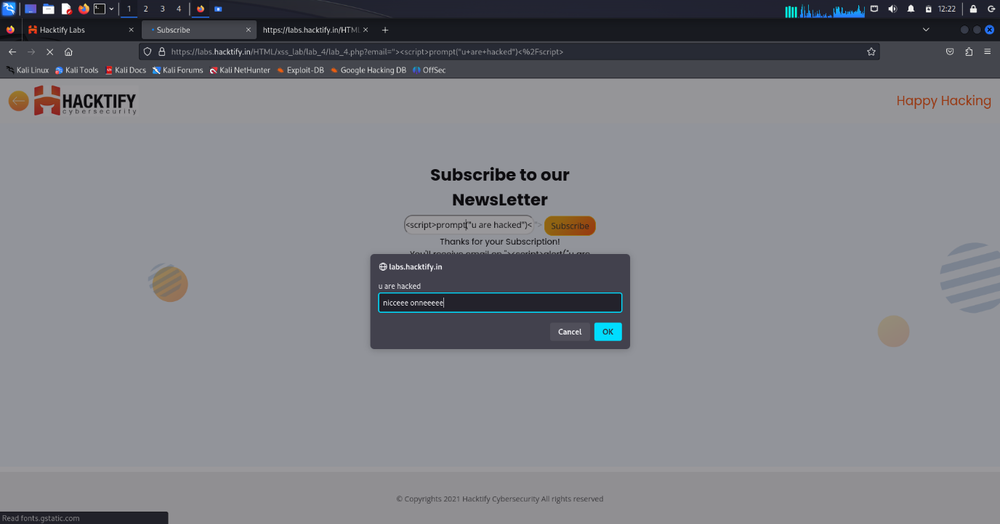 1 2 3 4 12:22
Hacktify Labs Subscribe https://labs.hacktify.in/HTML
https://labs.hacktify.in/HTML/xss_lab/lab_4/lab_4.php?email="><script>prompt("u+are+hacked")<%2Fscript>
Kali Linux Kali Tools Kali Docs Kali Forums Kali NetHunter Exploit-DB Google Hacking DB OffSec
HACKTIFY
cybersecurity
Happy Hacking
Subscribe to our
NewsLetter
<script>prompt("u are hacked")< "> Subscribe
Thanks for your Subscription!
You'll receive email on "><script>alert("u are
labs.hacktify.in
u are hacked
nicceee onneeeee
Cancel OK
© Copyrights 2021 Hacktify Cybersecurity All rights reserved
Read fonts.gstatic.com